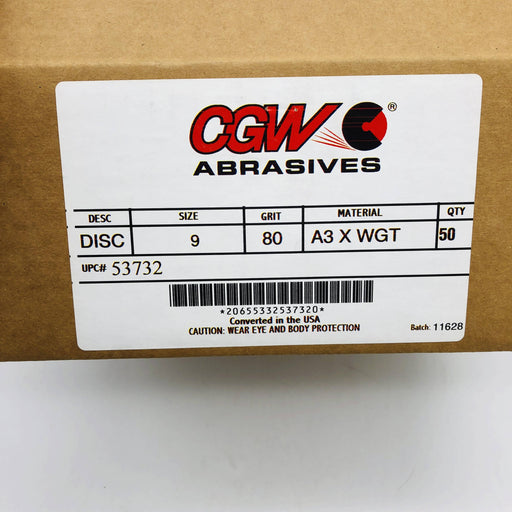 CGW®
ABRASIVES
DESC SIZE GRIT MATERIAL QTY
DISC 9 80 A3 X WGT 50
UPC# 53732
*20655332537320*
Converted in the USA
CAUTION: WEAR EYE AND BODY PROTECTION
Batch: 11628